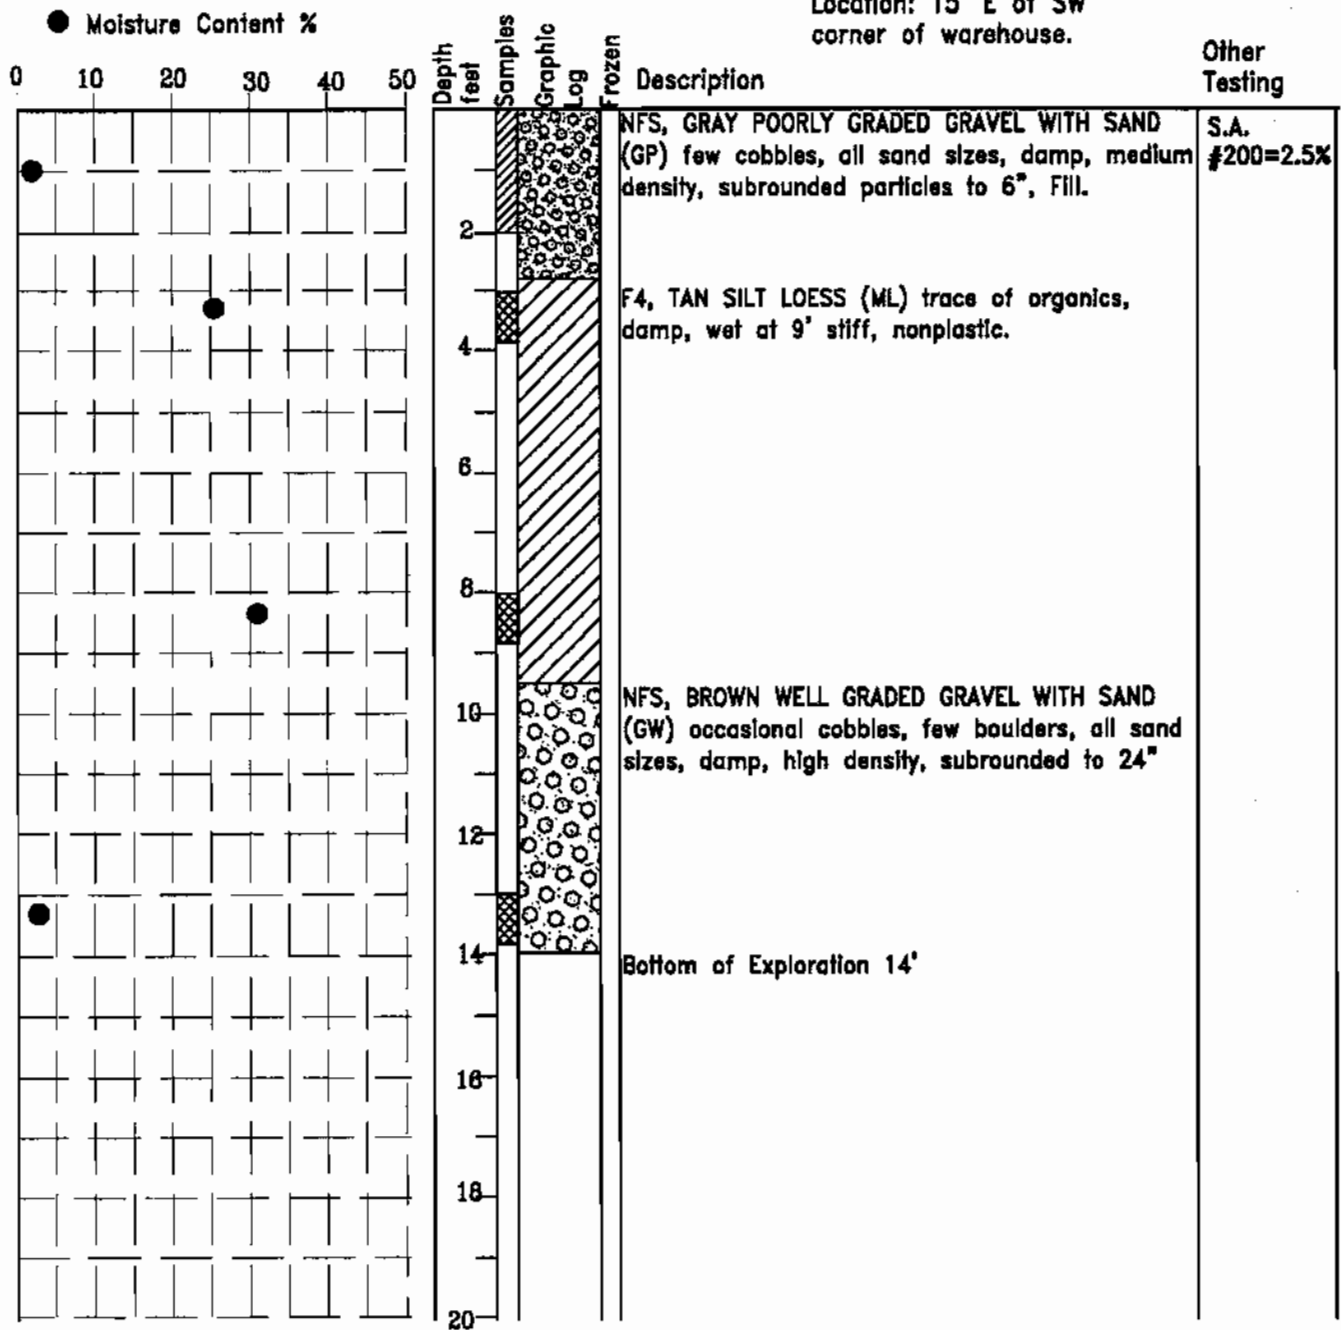 Location: 15' E of SW
corner of warehouse.
● Moisture Content %
0 10 20 30 40 50
Depth
feet
Samples
Graphic
Log
Frozen
Description
Other
Testing
NFS, GRAY POORLY GRADED GRAVEL WITH SAND
(GP) few cobbles, all sand sizes, damp, medium
density, subrounded particles to 6", Fill.
S.A.
#200=2.5%
2
F4, TAN SILT LOESS (ML) trace of organics,
damp, wet at 9' stiff, nonplastic.
4
6
8
NFS, BROWN WELL GRADED GRAVEL WITH SAND
(GW) occasional cobbles, few boulders, all sand
sizes, damp, high density, subrounded to 24"
10
12
14
Bottom of Exploration 14'
16
18
20